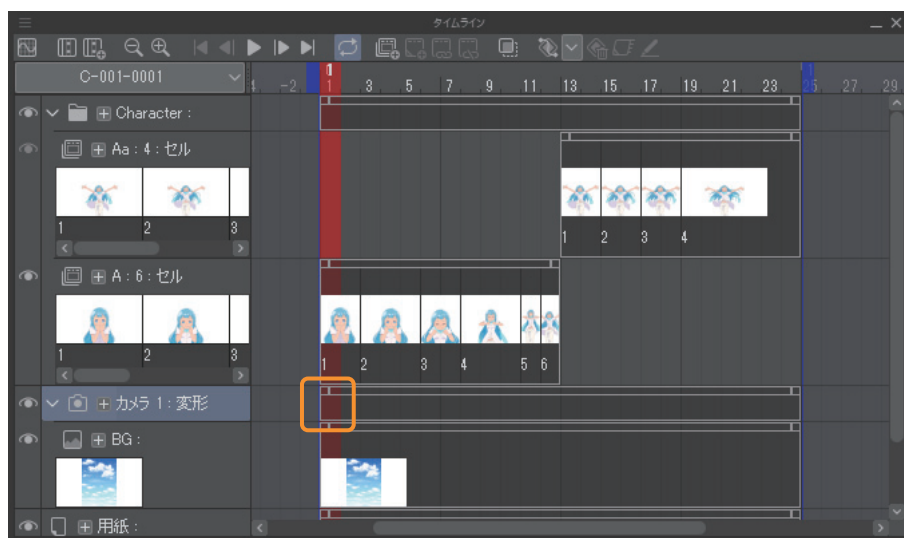 タイムライン
C-001-0001
4 -2 1 1 3 5 7 9 11 13 15 17 19 21 23 25 27 29
Character :
Aa : 4 : セル
1 2 3
1 2 3 4
A : 6 : セル
1 2 3
1 2 3 4 5 6
カメラ 1 : 変形
BG :
用紙 :